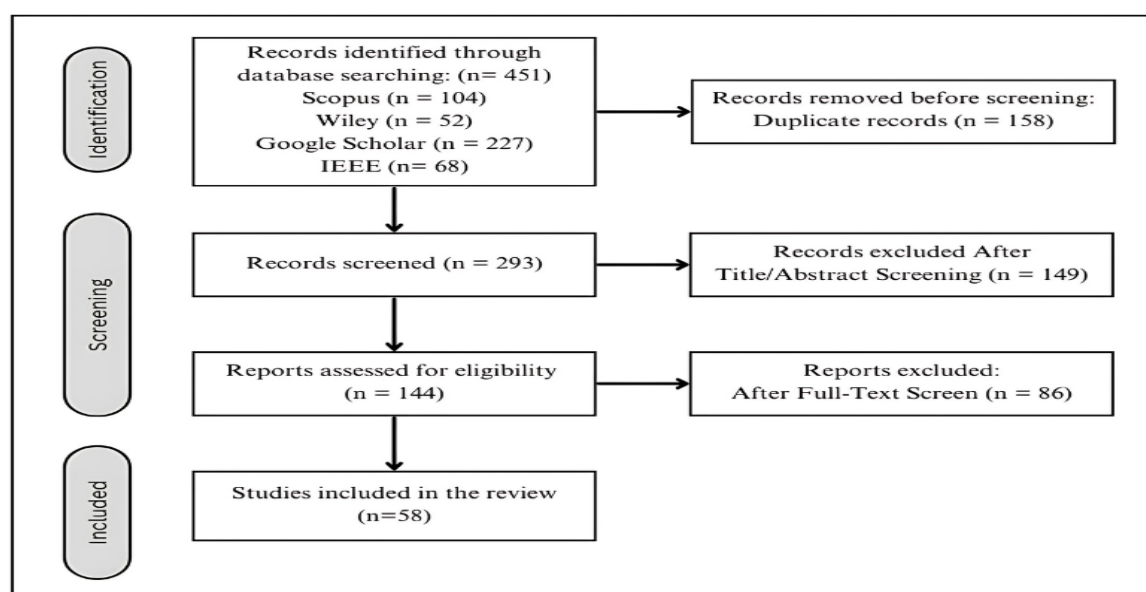 Identification
Records identified through
database searching: (n= 451)
Scopus (n = 104)
Wiley (n = 52)
Google Scholar (n = 227)
IEEE (n= 68)
Records removed before screening:
Duplicate records (n = 158)
Screening
Records screened (n = 293)
Records excluded After
Title/Abstract Screening (n = 149)
Reports assessed for eligibility
(n = 144)
Reports excluded:
After Full-Text Screen (n = 86)
Included
Studies included in the review
(n=58)